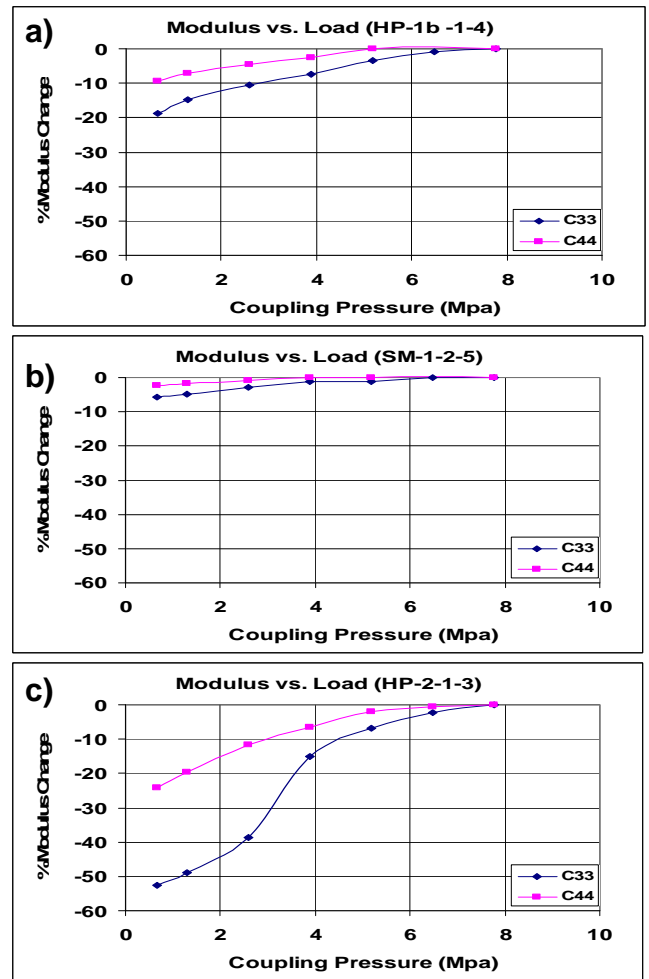 a)
Modulus vs. Load (HP-1b -1-4)
0
-10
-20
-30
-40
-50
-60
%Modulus Change
C33
C44
0 2 4 6 8 10
Coupling Pressure (Mpa)
b)
Modulus vs. Load (SM-1-2-5)
0
-10
-20
-30
-40
-50
-60
%Modulus Change
C33
C44
0 2 4 6 8 10
Coupling Pressure (Mpa)
c)
Modulus vs. Load (HP-2-1-3)
0
-10
-20
-30
-40
-50
-60
%Modulus Change
C33
C44
0 2 4 6 8 10
Coupling Pressure (Mpa)